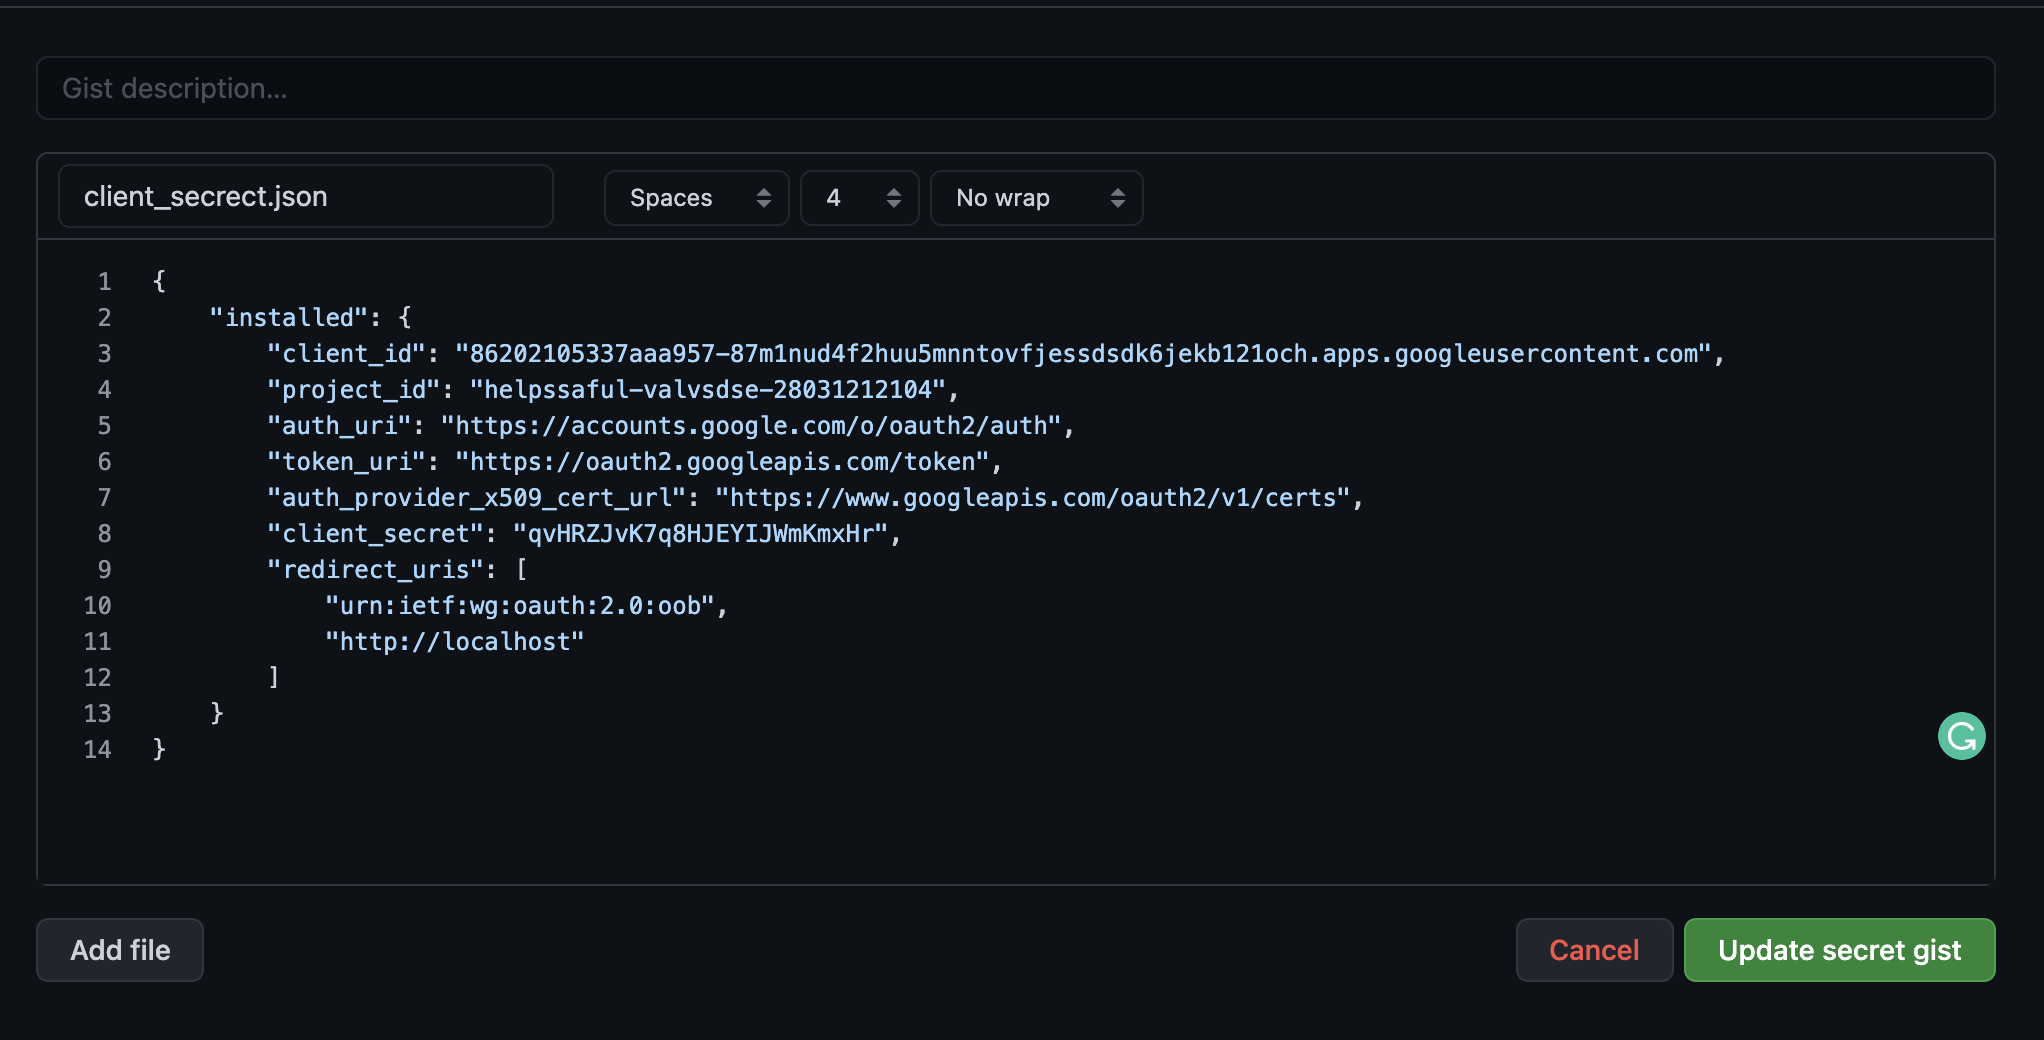 Gist description...
client_secrect.json
Spaces
4
No wrap
1 {
2 "installed": {
3 "client_id": "86202105337aaa957-87m1nud4f2huu5mnntovfjessdsdk6jekb121och.apps.googleusercontent.com",
4 "project_id": "helpssaful-valvsdse-28031212104",
5 "auth_uri": "https://accounts.google.com/o/oauth2/auth",
6 "token_uri": "https://oauth2.googleapis.com/token",
7 "auth_provider_x509_cert_url": "https://www.googleapis.com/oauth2/v1/certs",
8 "client_secret": "qvHRZJvK7q8HJEYIJWmKmxHr",
9 "redirect_uris": [
10 "urn:ietf:wg:oauth:2.0:oob",
11 "http://localhost"
12 ]
13 }
14 }
Add file
Cancel
Update secret gist